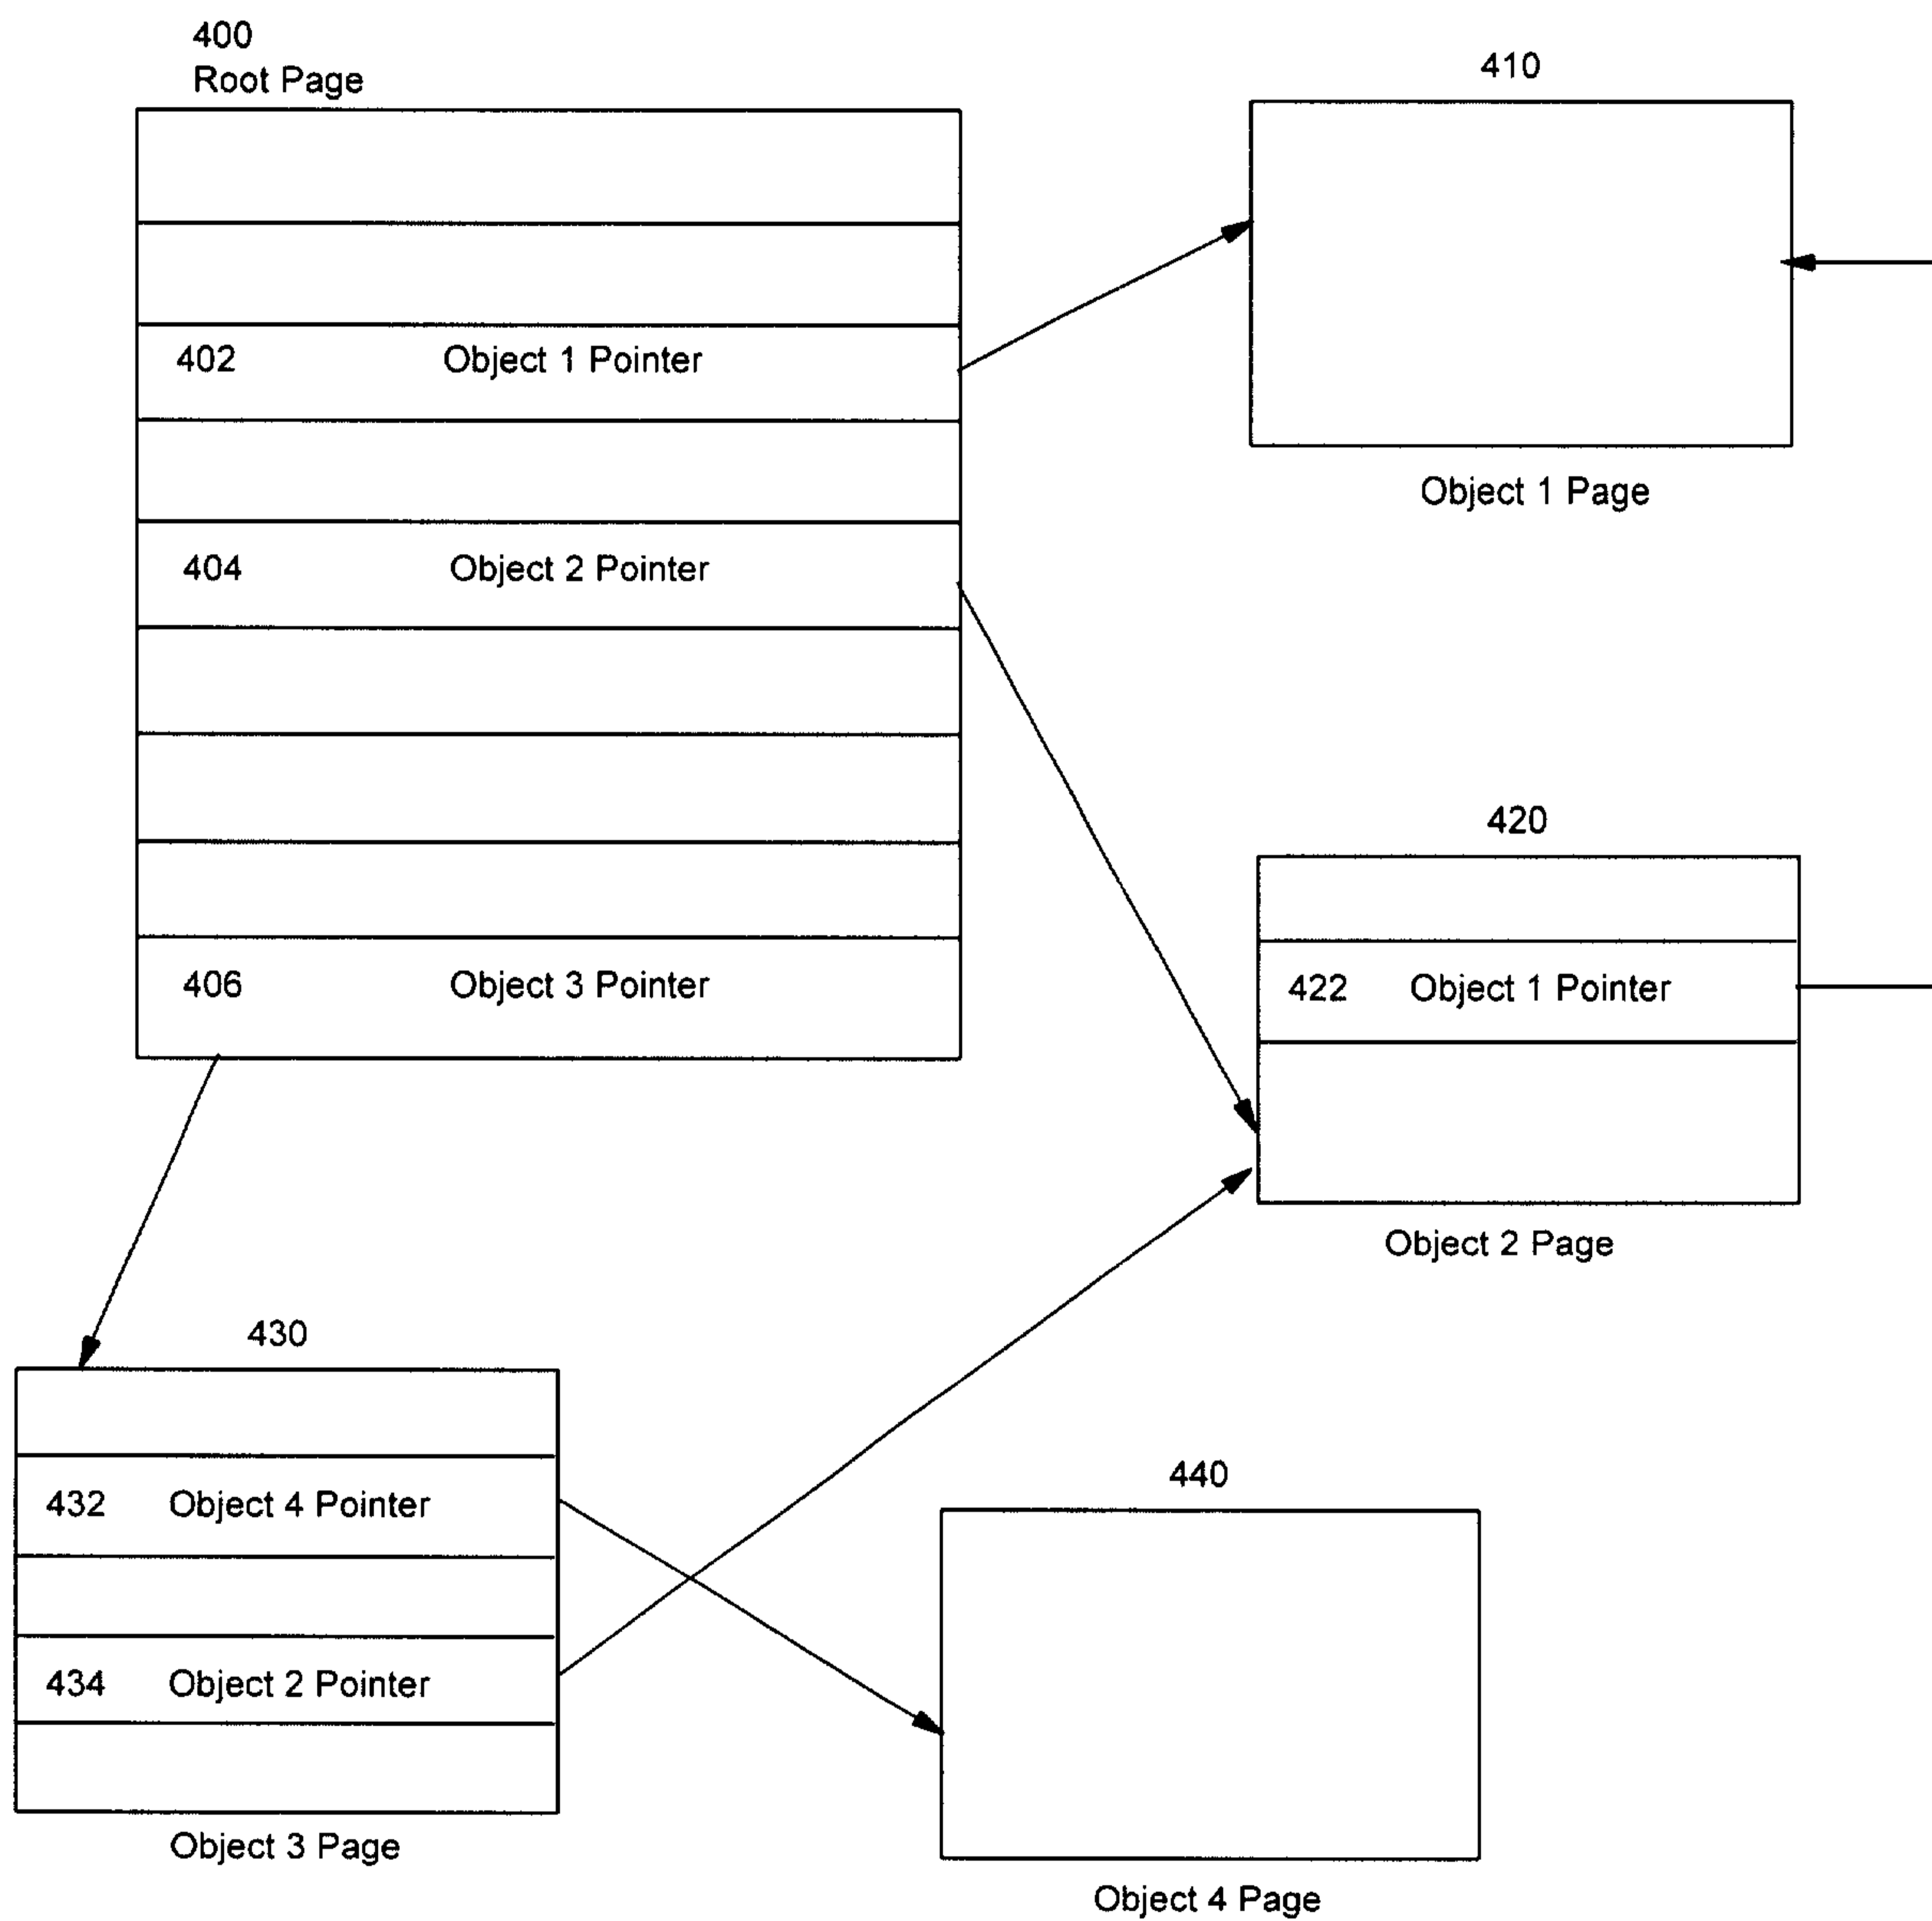 400
Root Page
402 Object 1 Pointer
404 Object 2 Pointer
406 Object 3 Pointer
410
Object 1 Page
420
422 Object 1 Pointer
Object 2 Page
430
432 Object 4 Pointer
434 Object 2 Pointer
Object 3 Page
440
Object 4 Page